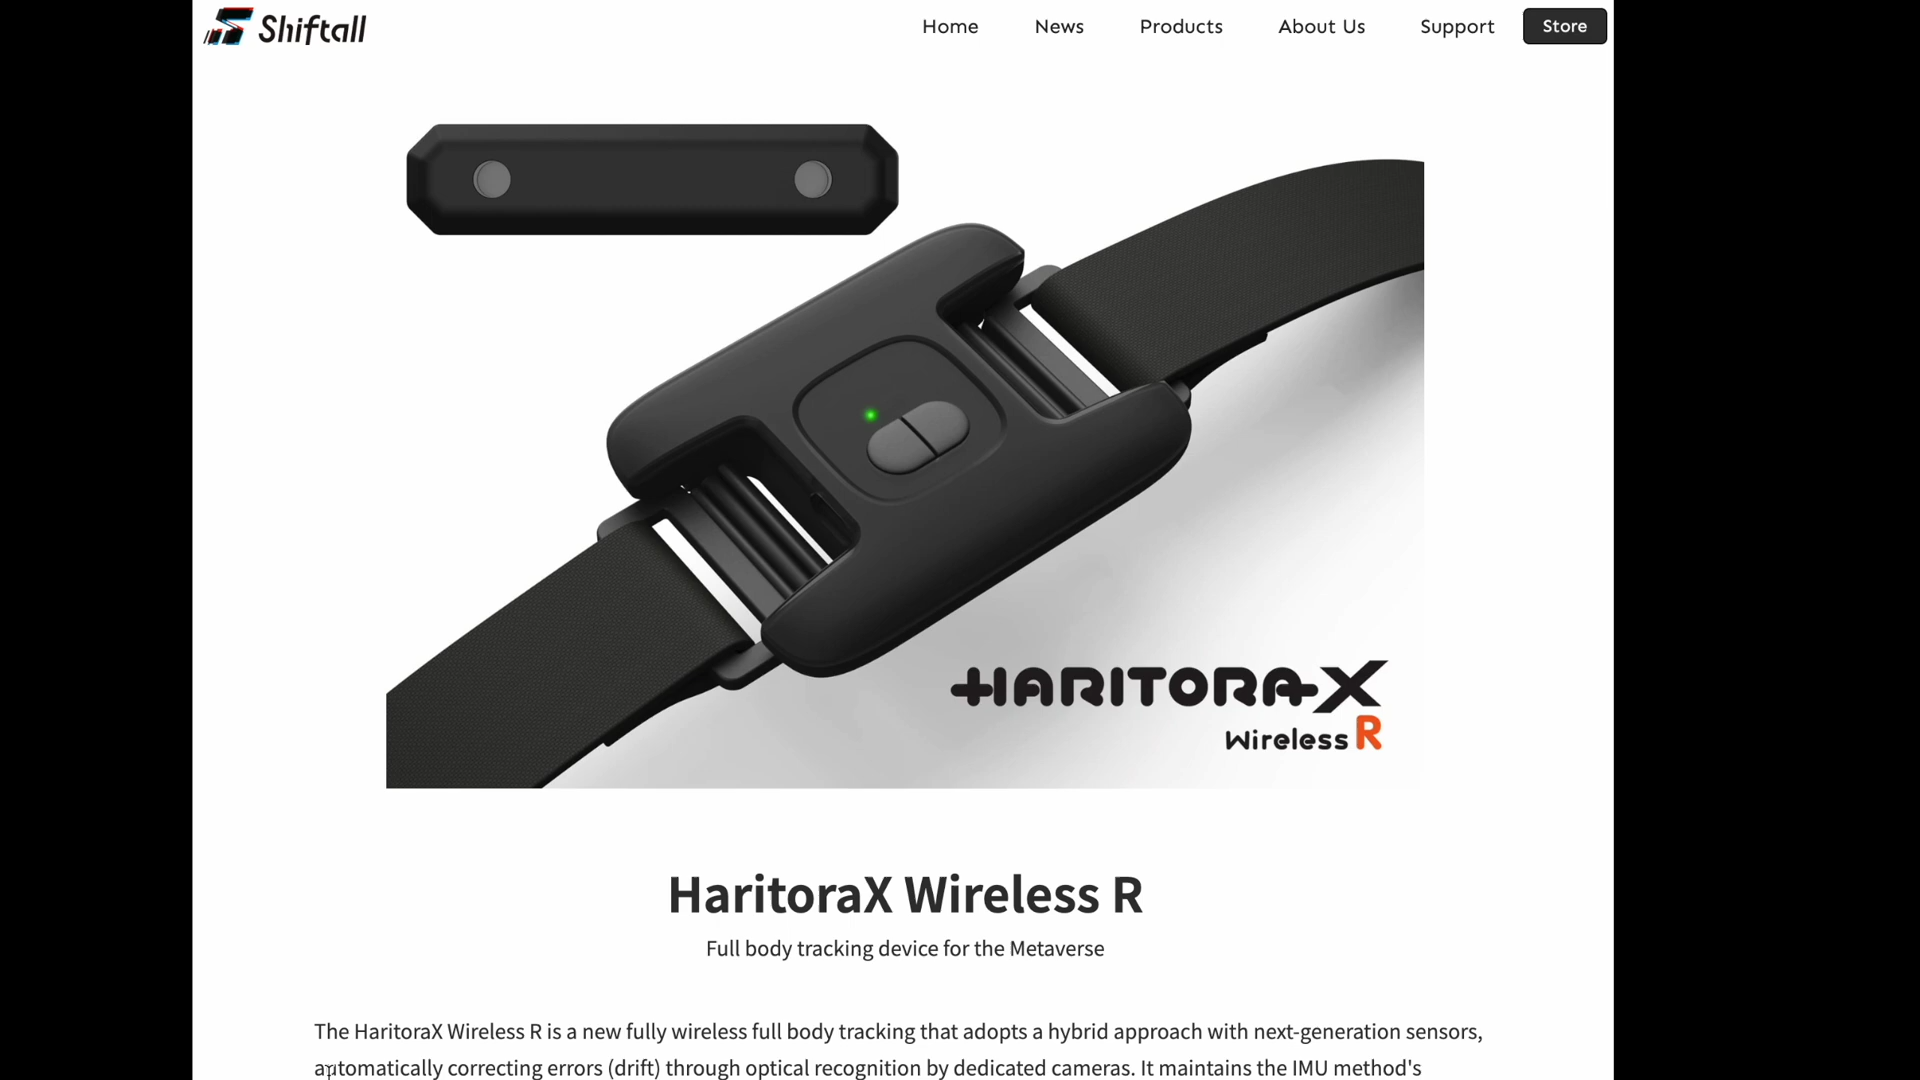 Shiftall
Home News Products About Us Support Store
HARITORAX
Wireless R
HaritoraX Wireless R
Full body tracking device for the Metaverse
The HaritoraX Wireless R is a new fully wireless full body tracking that adopts a hybrid approach with next-generation sensors,
automatically correcting errors (drift) through optical recognition by dedicated cameras. It maintains the IMU method's